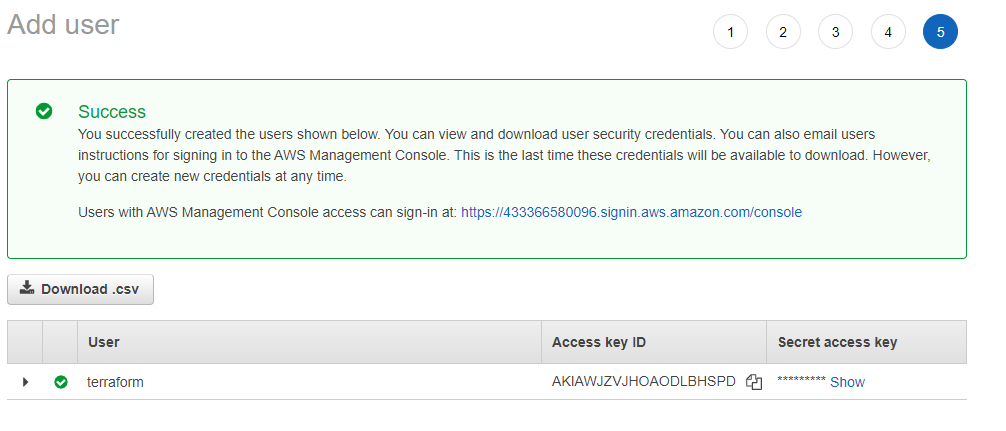 Add user
1 2 3 4 5
Success
You successfully created the users shown below. You can view and download user security credentials. You can also email users
instructions for signing in to the AWS Management Console. This is the last time these credentials will be available to download. However,
you can create new credentials at any time.
Users with AWS Management Console access can sign-in at: https://433366580096.signin.aws.amazon.com/console
Download .csv
User Access key ID Secret access key
terraform AKIAWJZVJHOAODLBHSPD ********* Show